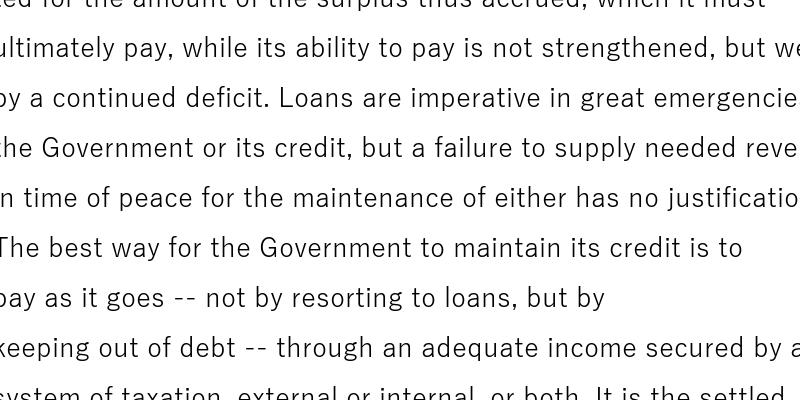 ted for the amount of the surplus thus accrued, which it must
ultimately pay, while its ability to pay is not strengthened, but we
by a continued deficit. Loans are imperative in great emergencie
the Government or its credit, but a failure to supply needed reve
in time of peace for the maintenance of either has no justificatio
The best way for the Government to maintain its credit is to
pay as it goes -- not by resorting to loans, but by
keeping out of debt -- through an adequate income secured by a
system of taxation, external or internal, or both. It is the settled